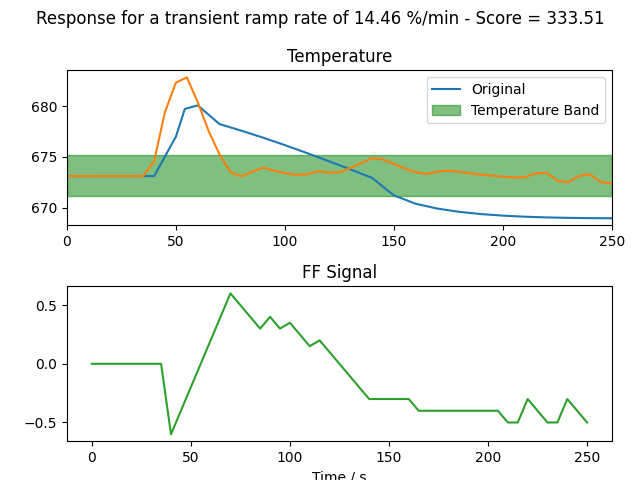 Response for a transient ramp rate of 14.46 %/min - Score = 333.51
Temperature
680
675
670
Original
Temperature Band
0 50 100 150 200 250
FF Signal
0.5
0.0
−0.5
0 50 100 150 200 250
Time / s